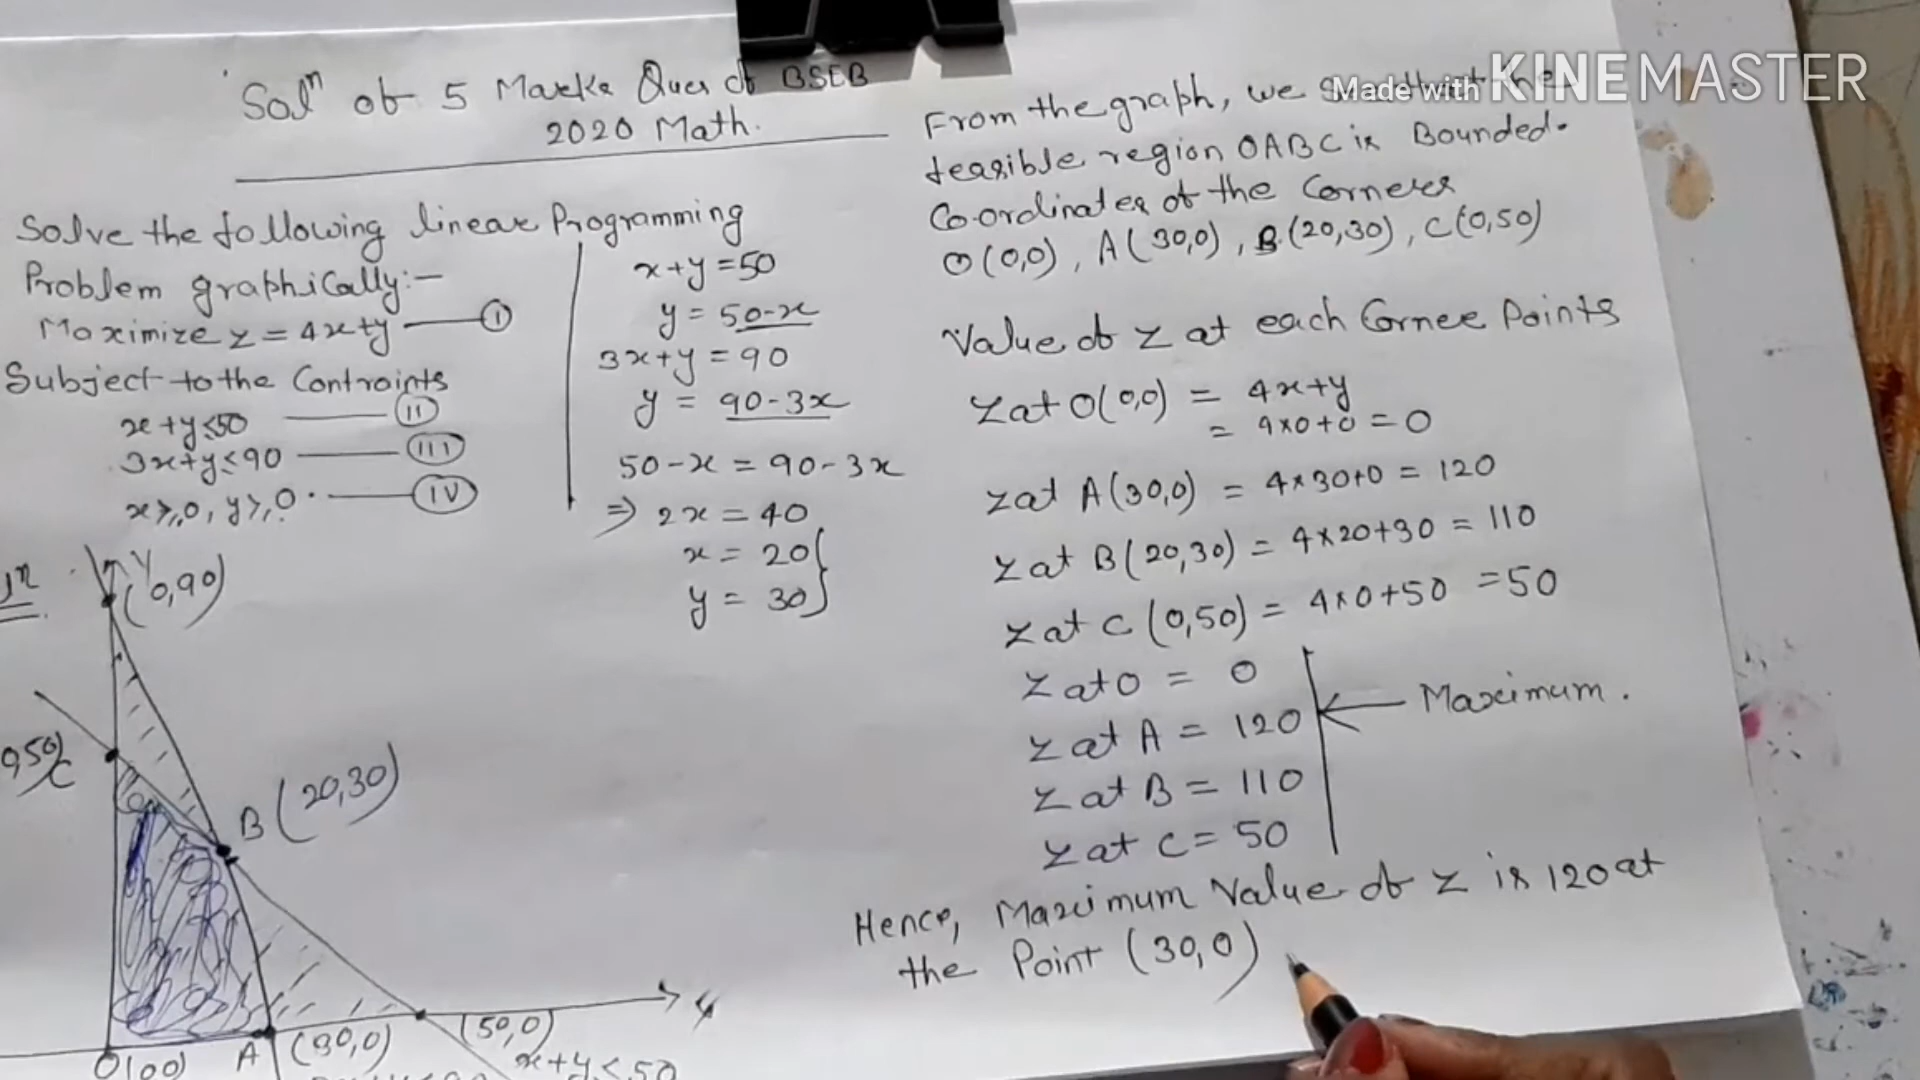 Solⁿ of 5 Marks Ques of BSEB
2020 Math.
Solve the following linear Programming
Problem graphically:-
Maximize z = 4x+y — I
Subject to the Contraints
x+y≤50 — II
3x+y≤90 — III
x≥0, y≥0. — IV
x+y=50
y = 50-x
3x+y = 90
y = 90-3x
50-x = 90-3x
⇒ 2x = 40
x = 20
y = 30
Y
(0,90)
C
B (20,30)
O(00)
A (30,0)
(50,0)
x+y≤50
From the graph, we see that the
feasible region OABC is Bounded.
Co-ordinates of the Corners
O(0,0), A(30,0), B(20,30), C(0,50)
Value of Z at each Corner Points
Z at O(0,0) = 4x+y
= 4×0+0 = 0
Z at A(30,0) = 4×30+0 = 120
Z at B(20,30) = 4×20+30 = 110
Z at C(0,50) = 4×0+50 = 50
Z at O = 0
Z at A = 120 ← Maximum.
Z at B = 110
Z at C = 50
Hence, Maximum Value of Z is 120 at
the Point (30,0)
Made with KINEMASTER